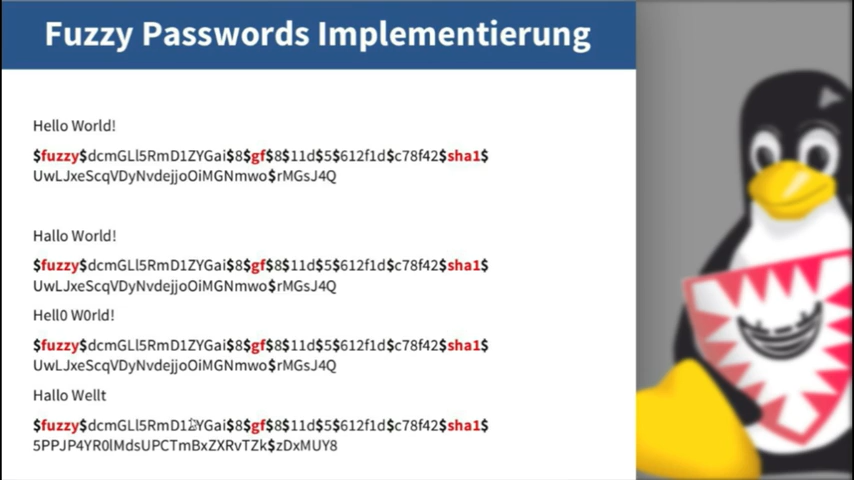 Fuzzy Passwords Implementierung
Hello World!
$fuzzy$dcmGLl5RmD1ZYGai$8$gf$8$11d$5$612f1d$c78f42$sha1$
UwLJxeScqVDyNvdejjoOiMGNmwo$rMGsJ4Q
Hallo World!
$fuzzy$dcmGLl5RmD1ZYGai$8$gf$8$11d$5$612f1d$c78f42$sha1$
UwLJxeScqVDyNvdejjoOiMGNmwo$rMGsJ4Q
Hell0 W0rld!
$fuzzy$dcmGLl5RmD1ZYGai$8$gf$8$11d$5$612f1d$c78f42$sha1$
UwLJxeScqVDyNvdejjoOiMGNmwo$rMGsJ4Q
Hallo Wellt
$fuzzy$dcmGLl5RmD1ZYGai$8$gf$8$11d$5$612f1d$c78f42$sha1$
5PPJP4YR0lMdsUPCTmBxZXRvTZk$zDxMUY8